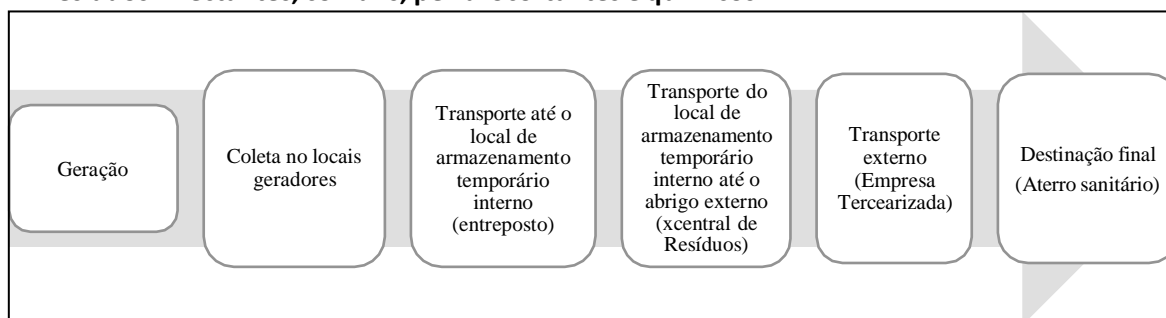 Geração
Coleta no locais
geradores
Transporte até o
local de
armazenamento
temporário
interno
(entreposto)
Transporte do
local de
armazenamento
temporário
interno até o
abrigo externo
(xcentral de
Resíduos)
Transporte
externo
(Empresa
Tercearizada)
Destinação final
(Aterro sanitário)